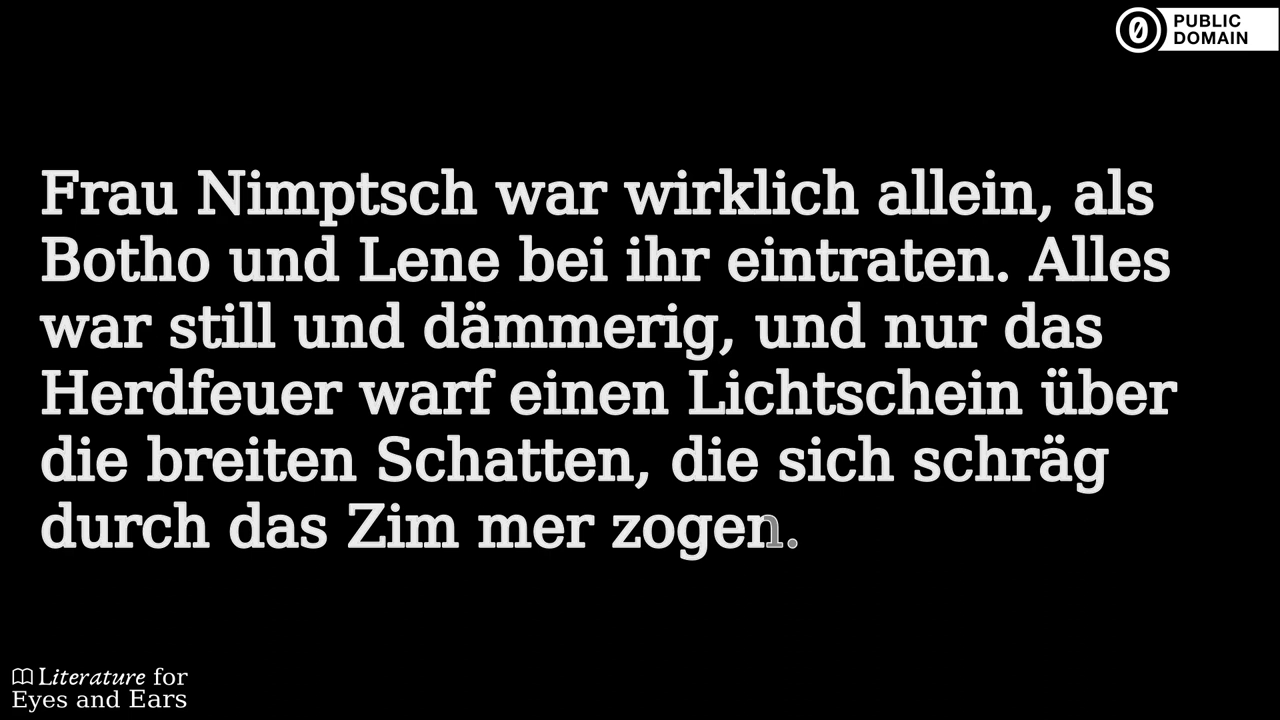 PUBLIC
DOMAIN
Frau Nimptsch war wirklich allein, als
Botho und Lene bei ihr eintraten. Alles
war still und dämmerig, und nur das
Herdfeuer warf einen Lichtschein über
die breiten Schatten, die sich schräg
durch das Zim mer zogen.
Literature for
Eyes and Ears